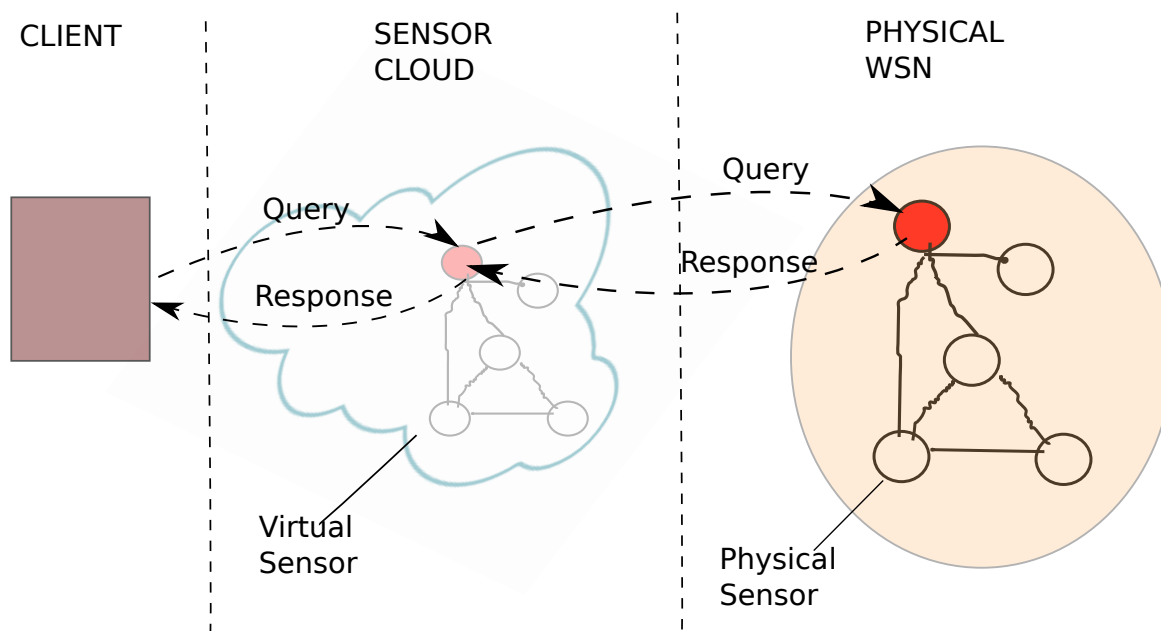 CLIENT
SENSOR
CLOUD
PHYSICAL
WSN
Query
Response
Query
Response
Virtual
Sensor
Physical
Sensor